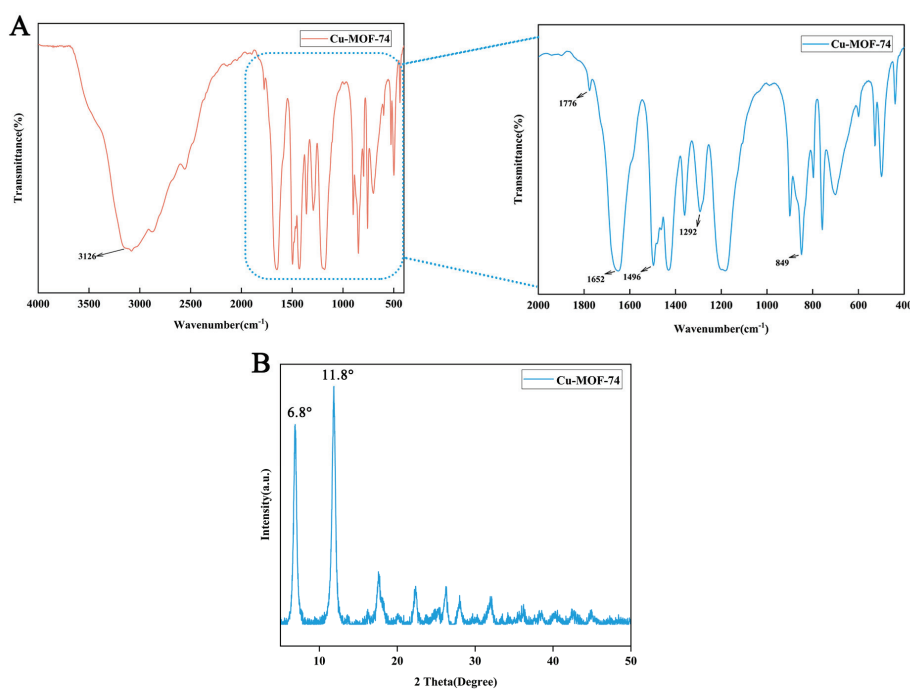 A
Cu-MOF-74
Transmittance(%)
3126
4000 3500 3000 2500 2000 1500 1000 500
Wavenumber(cm-1)
Cu-MOF-74
Transmittance(%)
1776
1652
1496
1292
849
2000 1800 1600 1400 1200 1000 800 600 400
Wavenumber(cm-1)
B
Cu-MOF-74
6.8°
11.8°
Intensity(a.u.)
10 20 30 40 50
2 Theta(Degree)